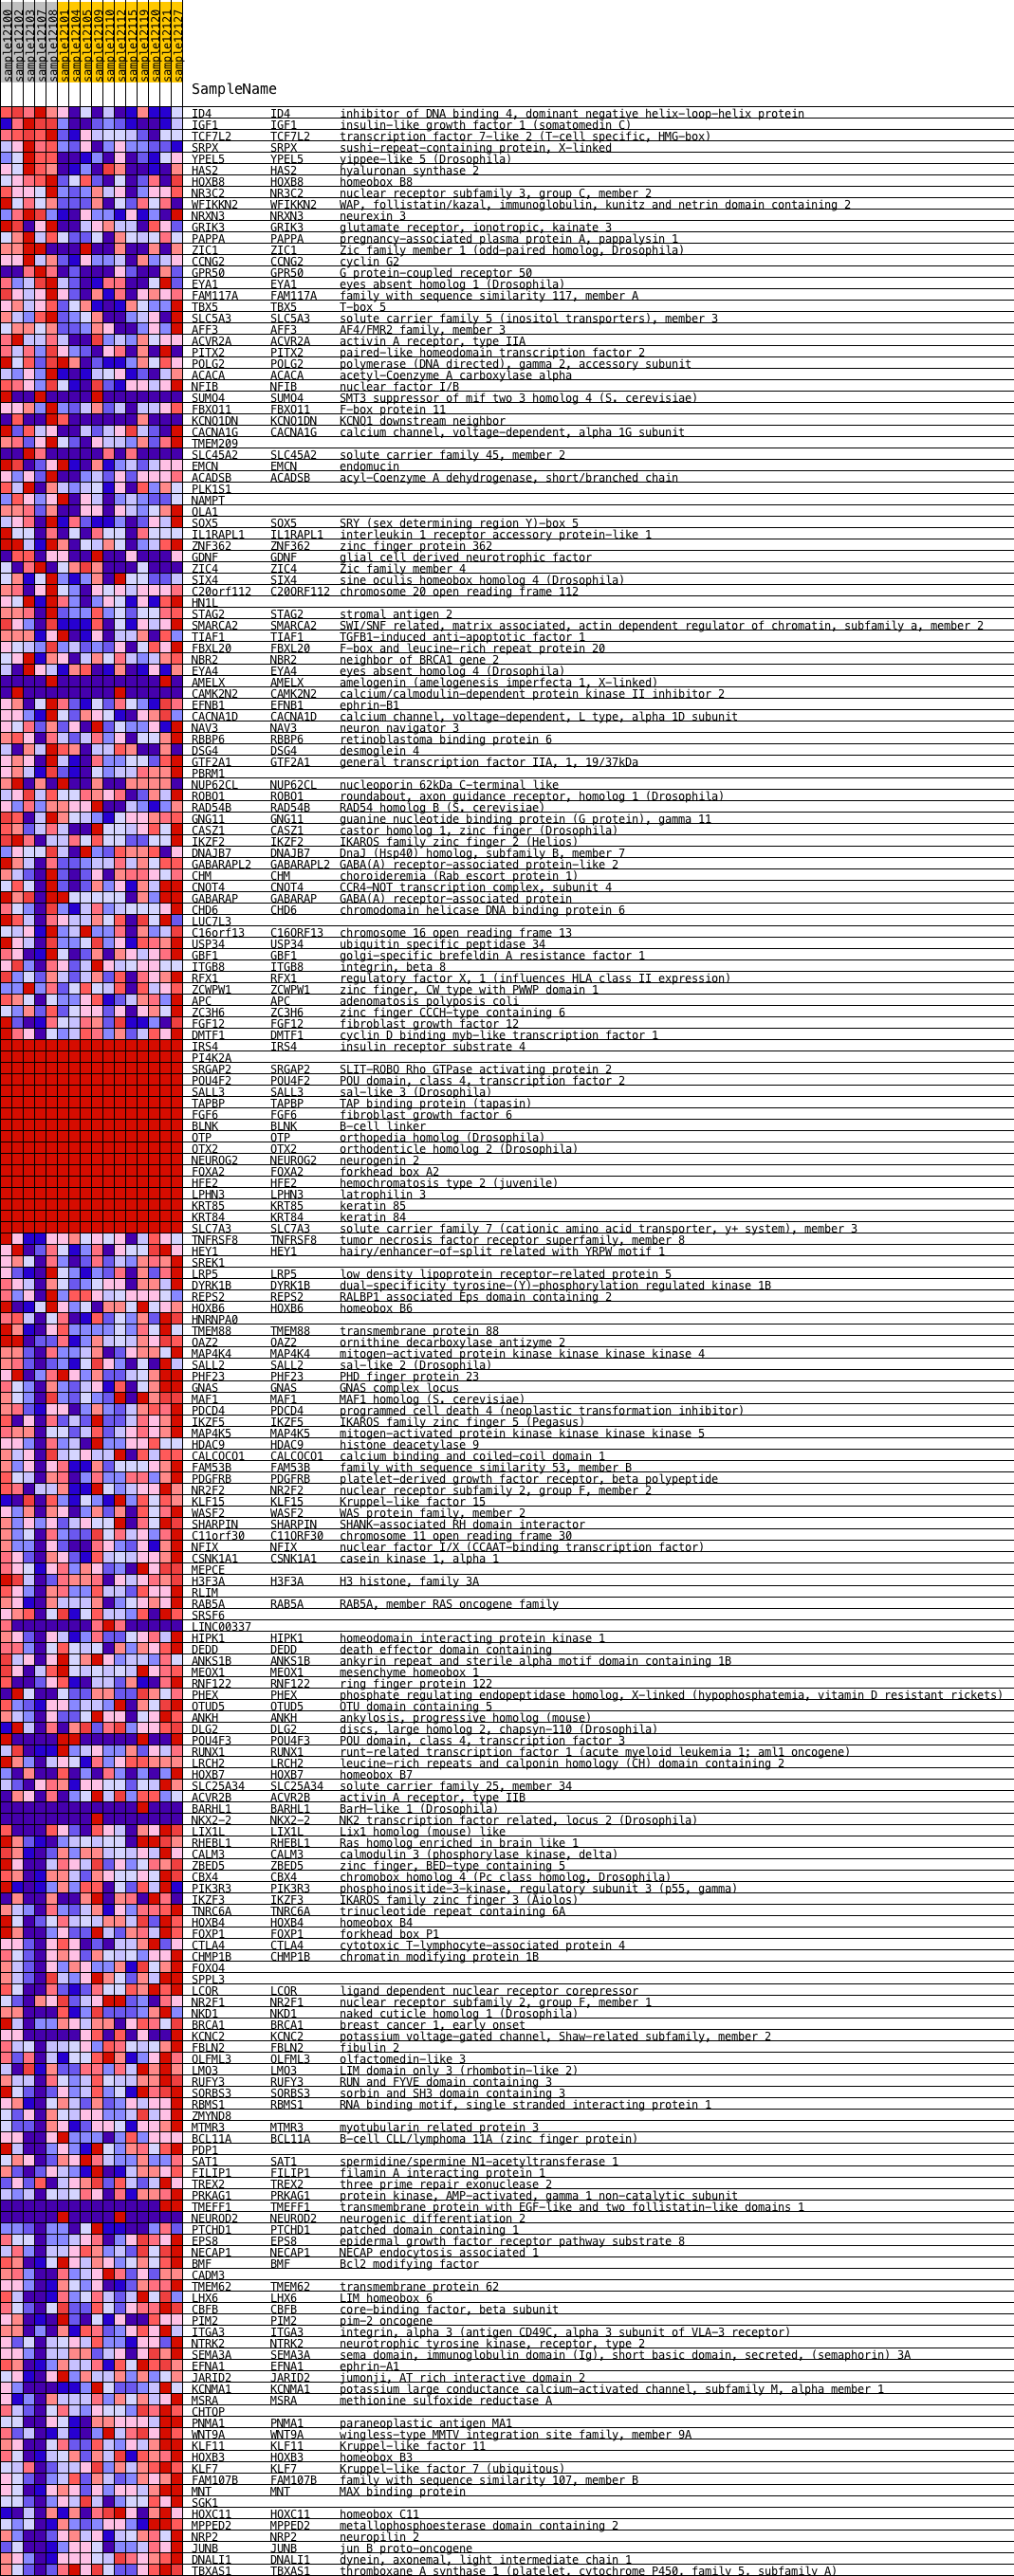 sample12100
sample12102
sample12103
sample12107
sample12108
sample12101
sample12104
sample12105
sample12109
sample12110
sample12112
sample12115
sample12119
sample12120
sample12121
sample12127
SampleName
ID4 ID4 inhibitor of DNA binding 4, dominant negative helix-loop-helix protein
IGF1 IGF1 insulin-like growth factor 1 (somatomedin C)
TCF7L2 TCF7L2 transcription factor 7-like 2 (T-cell specific, HMG-box)
SRPX SRPX sushi-repeat-containing protein, X-linked
YPEL5 YPEL5 yippee-like 5 (Drosophila)
HAS2 HAS2 hyaluronan synthase 2
HOXB8 HOXB8 homeobox B8
NR3C2 NR3C2 nuclear receptor subfamily 3, group C, member 2
WFIKKN2 WFIKKN2 WAP, follistatin/kazal, immunoglobulin, kunitz and netrin domain containing 2
NRXN3 NRXN3 neurexin 3
GRIK3 GRIK3 glutamate receptor, ionotropic, kainate 3
PAPPA PAPPA pregnancy-associated plasma protein A, pappalysin 1
ZIC1 ZIC1 Zic family member 1 (odd-paired homolog, Drosophila)
CCNG2 CCNG2 cyclin G2
GPR50 GPR50 G protein-coupled receptor 50
EYA1 EYA1 eyes absent homolog 1 (Drosophila)
FAM117A FAM117A family with sequence similarity 117, member A
TBX5 TBX5 T-box 5
SLC5A3 SLC5A3 solute carrier family 5 (inositol transporters), member 3
AFF3 AFF3 AF4/FMR2 family, member 3
ACVR2A ACVR2A activin A receptor, type IIA
PITX2 PITX2 paired-like homeodomain transcription factor 2
POLG2 POLG2 polymerase (DNA directed), gamma 2, accessory subunit
ACACA ACACA acetyl-Coenzyme A carboxylase alpha
NFIB NFIB nuclear factor I/B
SUMO4 SUMO4 SMT3 suppressor of mif two 3 homolog 4 (S. cerevisiae)
FBXO11 FBXO11 F-box protein 11
KCNQ1DN KCNQ1DN KCNQ1 downstream neighbor
CACNA1G CACNA1G calcium channel, voltage-dependent, alpha 1G subunit
TMEM209
SLC45A2 SLC45A2 solute carrier family 45, member 2
EMCN EMCN endomucin
ACADSB ACADSB acyl-Coenzyme A dehydrogenase, short/branched chain
PLK1S1
NAMPT
OLA1
SOX5 SOX5 SRY (sex determining region Y)-box 5
IL1RAPL1 IL1RAPL1 interleukin 1 receptor accessory protein-like 1
ZNF362 ZNF362 zinc finger protein 362
GDNF GDNF glial cell derived neurotrophic factor
ZIC4 ZIC4 Zic family member 4
SIX4 SIX4 sine oculis homeobox homolog 4 (Drosophila)
C20orf112 C20ORF112 chromosome 20 open reading frame 112
HN1L
STAG2 STAG2 stromal antigen 2
SMARCA2 SMARCA2 SWI/SNF related, matrix associated, actin dependent regulator of chromatin, subfamily a, member 2
TIAF1 TIAF1 TGFB1-induced anti-apoptotic factor 1
FBXL20 FBXL20 F-box and leucine-rich repeat protein 20
NBR2 NBR2 neighbor of BRCA1 gene 2
EYA4 EYA4 eyes absent homolog 4 (Drosophila)
AMELX AMELX amelogenin (amelogenesis imperfecta 1, X-linked)
CAMK2N2 CAMK2N2 calcium/calmodulin-dependent protein kinase II inhibitor 2
EFNB1 EFNB1 ephrin-B1
CACNA1D CACNA1D calcium channel, voltage-dependent, L type, alpha 1D subunit
NAV3 NAV3 neuron navigator 3
RBBP6 RBBP6 retinoblastoma binding protein 6
DSG4 DSG4 desmoglein 4
GTF2A1 GTF2A1 general transcription factor IIA, 1, 19/37kDa
PBRM1
NUP62CL NUP62CL nucleoporin 62kDa C-terminal like
ROBO1 ROBO1 roundabout, axon guidance receptor, homolog 1 (Drosophila)
RAD54B RAD54B RAD54 homolog B (S. cerevisiae)
GNG11 GNG11 guanine nucleotide binding protein (G protein), gamma 11
CASZ1 CASZ1 castor homolog 1, zinc finger (Drosophila)
IKZF2 IKZF2 IKAROS family zinc finger 2 (Helios)
DNAJB7 DNAJB7 DnaJ (Hsp40) homolog, subfamily B, member 7
GABARAPL2 GABARAPL2 GABA(A) receptor-associated protein-like 2
CHM CHM choroideremia (Rab escort protein 1)
CNOT4 CNOT4 CCR4-NOT transcription complex, subunit 4
GABARAP GABARAP GABA(A) receptor-associated protein
CHD6 CHD6 chromodomain helicase DNA binding protein 6
LUC7L3
C16orf13 C16ORF13 chromosome 16 open reading frame 13
USP34 USP34 ubiquitin specific peptidase 34
GBF1 GBF1 golgi-specific brefeldin A resistance factor 1
ITGB8 ITGB8 integrin, beta 8
RFX1 RFX1 regulatory factor X, 1 (influences HLA class II expression)
ZCWPW1 ZCWPW1 zinc finger, CW type with PWWP domain 1
APC APC adenomatosis polyposis coli
ZC3H6 ZC3H6 zinc finger CCCH-type containing 6
FGF12 FGF12 fibroblast growth factor 12
DMTF1 DMTF1 cyclin D binding myb-like transcription factor 1
IRS4 IRS4 insulin receptor substrate 4
PI4K2A
SRGAP2 SRGAP2 SLIT-ROBO Rho GTPase activating protein 2
POU4F2 POU4F2 POU domain, class 4, transcription factor 2
SALL3 SALL3 sal-like 3 (Drosophila)
TAPBP TAPBP TAP binding protein (tapasin)
FGF6 FGF6 fibroblast growth factor 6
BLNK BLNK B-cell linker
OTP OTP orthopedia homolog (Drosophila)
OTX2 OTX2 orthodenticle homolog 2 (Drosophila)
NEUROG2 NEUROG2 neurogenin 2
FOXA2 FOXA2 forkhead box A2
HFE2 HFE2 hemochromatosis type 2 (juvenile)
LPHN3 LPHN3 latrophilin 3
KRT85 KRT85 keratin 85
KRT84 KRT84 keratin 84
SLC7A3 SLC7A3 solute carrier family 7 (cationic amino acid transporter, y+ system), member 3
TNFRSF8 TNFRSF8 tumor necrosis factor receptor superfamily, member 8
HEY1 HEY1 hairy/enhancer-of-split related with YRPW motif 1
SREK1
LRP5 LRP5 low density lipoprotein receptor-related protein 5
DYRK1B DYRK1B dual-specificity tyrosine-(Y)-phosphorylation regulated kinase 1B
REPS2 REPS2 RALBP1 associated Eps domain containing 2
HOXB6 HOXB6 homeobox B6
HNRNPA0
TMEM88 TMEM88 transmembrane protein 88
OAZ2 OAZ2 ornithine decarboxylase antizyme 2
MAP4K4 MAP4K4 mitogen-activated protein kinase kinase kinase kinase 4
SALL2 SALL2 sal-like 2 (Drosophila)
PHF23 PHF23 PHD finger protein 23
GNAS GNAS GNAS complex locus
MAF1 MAF1 MAF1 homolog (S. cerevisiae)
PDCD4 PDCD4 programmed cell death 4 (neoplastic transformation inhibitor)
IKZF5 IKZF5 IKAROS family zinc finger 5 (Pegasus)
MAP4K5 MAP4K5 mitogen-activated protein kinase kinase kinase kinase 5
HDAC9 HDAC9 histone deacetylase 9
CALCOCO1 CALCOCO1 calcium binding and coiled-coil domain 1
FAM53B FAM53B family with sequence similarity 53, member B
PDGFRB PDGFRB platelet-derived growth factor receptor, beta polypeptide
NR2F2 NR2F2 nuclear receptor subfamily 2, group F, member 2
KLF15 KLF15 Kruppel-like factor 15
WASF2 WASF2 WAS protein family, member 2
SHARPIN SHARPIN SHANK-associated RH domain interactor
C11orf30 C11ORF30 chromosome 11 open reading frame 30
NFIX NFIX nuclear factor I/X (CCAAT-binding transcription factor)
CSNK1A1 CSNK1A1 casein kinase 1, alpha 1
MEPCE
H3F3A H3F3A H3 histone, family 3A
RLIM
RAB5A RAB5A RAB5A, member RAS oncogene family
SRSF6
LINC00337
HIPK1 HIPK1 homeodomain interacting protein kinase 1
DEDD DEDD death effector domain containing
ANKS1B ANKS1B ankyrin repeat and sterile alpha motif domain containing 1B
MEOX1 MEOX1 mesenchyme homeobox 1
RNF122 RNF122 ring finger protein 122
PHEX PHEX phosphate regulating endopeptidase homolog, X-linked (hypophosphatemia, vitamin D resistant rickets)
OTUD5 OTUD5 OTU domain containing 5
ANKH ANKH ankylosis, progressive homolog (mouse)
DLG2 DLG2 discs, large homolog 2, chapsyn-110 (Drosophila)
POU4F3 POU4F3 POU domain, class 4, transcription factor 3
RUNX1 RUNX1 runt-related transcription factor 1 (acute myeloid leukemia 1; aml1 oncogene)
LRCH2 LRCH2 leucine-rich repeats and calponin homology (CH) domain containing 2
HOXB7 HOXB7 homeobox B7
SLC25A34 SLC25A34 solute carrier family 25, member 34
ACVR2B ACVR2B activin A receptor, type IIB
BARHL1 BARHL1 BarH-like 1 (Drosophila)
NKX2-2 NKX2-2 NK2 transcription factor related, locus 2 (Drosophila)
LIX1L LIX1L Lix1 homolog (mouse) like
RHEBL1 RHEBL1 Ras homolog enriched in brain like 1
CALM3 CALM3 calmodulin 3 (phosphorylase kinase, delta)
ZBED5 ZBED5 zinc finger, BED-type containing 5
CBX4 CBX4 chromobox homolog 4 (Pc class homolog, Drosophila)
PIK3R3 PIK3R3 phosphoinositide-3-kinase, regulatory subunit 3 (p55, gamma)
IKZF3 IKZF3 IKAROS family zinc finger 3 (Aiolos)
TNRC6A TNRC6A trinucleotide repeat containing 6A
HOXB4 HOXB4 homeobox B4
FOXP1 FOXP1 forkhead box P1
CTLA4 CTLA4 cytotoxic T-lymphocyte-associated protein 4
CHMP1B CHMP1B chromatin modifying protein 1B
FOXO4
SPPL3
LCOR LCOR ligand dependent nuclear receptor corepressor
NR2F1 NR2F1 nuclear receptor subfamily 2, group F, member 1
NKD1 NKD1 naked cuticle homolog 1 (Drosophila)
BRCA1 BRCA1 breast cancer 1, early onset
KCNC2 KCNC2 potassium voltage-gated channel, Shaw-related subfamily, member 2
FBLN2 FBLN2 fibulin 2
OLFML3 OLFML3 olfactomedin-like 3
LMO3 LMO3 LIM domain only 3 (rhombotin-like 2)
RUFY3 RUFY3 RUN and FYVE domain containing 3
SORBS3 SORBS3 sorbin and SH3 domain containing 3
RBMS1 RBMS1 RNA binding motif, single stranded interacting protein 1
ZMYND8
MTMR3 MTMR3 myotubularin related protein 3
BCL11A BCL11A B-cell CLL/lymphoma 11A (zinc finger protein)
PDP1
SAT1 SAT1 spermidine/spermine N1-acetyltransferase 1
FILIP1 FILIP1 filamin A interacting protein 1
TREX2 TREX2 three prime repair exonuclease 2
PRKAG1 PRKAG1 protein kinase, AMP-activated, gamma 1 non-catalytic subunit
TMEFF1 TMEFF1 transmembrane protein with EGF-like and two follistatin-like domains 1
NEUROD2 NEUROD2 neurogenic differentiation 2
PTCHD1 PTCHD1 patched domain containing 1
EPS8 EPS8 epidermal growth factor receptor pathway substrate 8
NECAP1 NECAP1 NECAP endocytosis associated 1
BMF BMF Bcl2 modifying factor
CADM3
TMEM62 TMEM62 transmembrane protein 62
LHX6 LHX6 LIM homeobox 6
CBFB CBFB core-binding factor, beta subunit
PIM2 PIM2 pim-2 oncogene
ITGA3 ITGA3 integrin, alpha 3 (antigen CD49C, alpha 3 subunit of VLA-3 receptor)
NTRK2 NTRK2 neurotrophic tyrosine kinase, receptor, type 2
SEMA3A SEMA3A sema domain, immunoglobulin domain (Ig), short basic domain, secreted, (semaphorin) 3A
EFNA1 EFNA1 ephrin-A1
JARID2 JARID2 jumonji, AT rich interactive domain 2
KCNMA1 KCNMA1 potassium large conductance calcium-activated channel, subfamily M, alpha member 1
MSRA MSRA methionine sulfoxide reductase A
CHTOP
PNMA1 PNMA1 paraneoplastic antigen MA1
WNT9A WNT9A wingless-type MMTV integration site family, member 9A
KLF11 KLF11 Kruppel-like factor 11
HOXB3 HOXB3 homeobox B3
KLF7 KLF7 Kruppel-like factor 7 (ubiquitous)
FAM107B FAM107B family with sequence similarity 107, member B
MNT MNT MAX binding protein
SGK1
HOXC11 HOXC11 homeobox C11
MPPED2 MPPED2 metallophosphoesterase domain containing 2
NRP2 NRP2 neuropilin 2
JUNB JUNB jun B proto-oncogene
DNALI1 DNALI1 dynein, axonemal, light intermediate chain 1
TBXAS1 TBXAS1 thromboxane A synthase 1 (platelet, cytochrome P450, family 5, subfamily A)